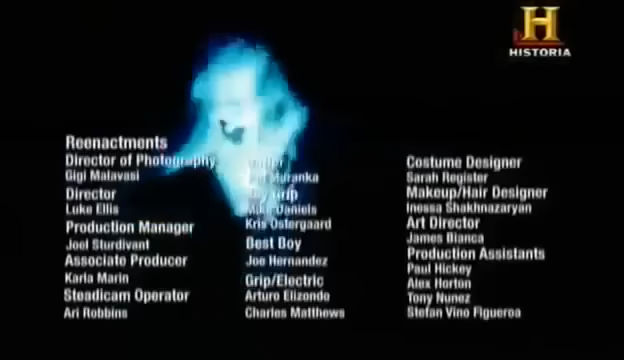 H
HISTORIA
Reenactments
Director of Photography
Gigi Malavasi
Director
Luke Ellis
Production Manager
Joel Sturdivant
Associate Producer
Karla Marin
Steadicam Operator
Ari Robbins
Muranka
Grip
Mike Daniels
Kris Ostergaard
Best Boy
Joe Hernandez
Grip/Electric
Arturo Elizondo
Charles Matthews
Costume Designer
Sarah Register
Makeup/Hair Designer
Inessa Shakhnazaryan
Art Director
James Bianca
Production Assistants
Paul Hickey
Alex Horton
Tony Nunez
Stefan Vino Figueroa